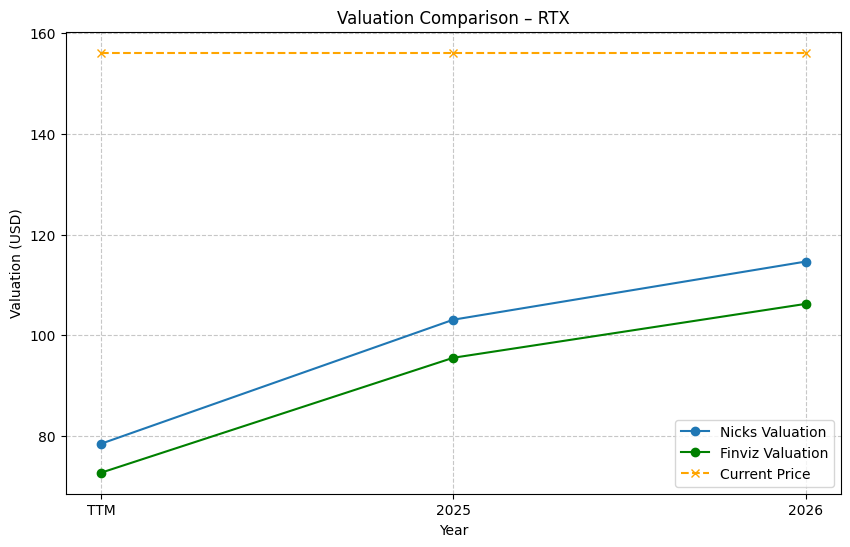 Valuation Comparison – RTX
160
140
120
100
80
Valuation (USD)
TTM
2025
2026
Year
Nicks Valuation
Finviz Valuation
Current Price